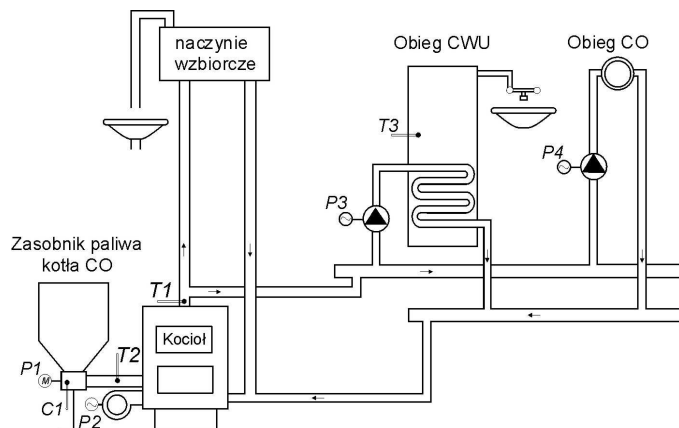 naczynie
wzbiorcze
Obieg CWU
Obieg CO
T3
P4
P3
Zasobnik paliwa
kotła CO
T1
Kocioł
T2
P1
M
C1
P2